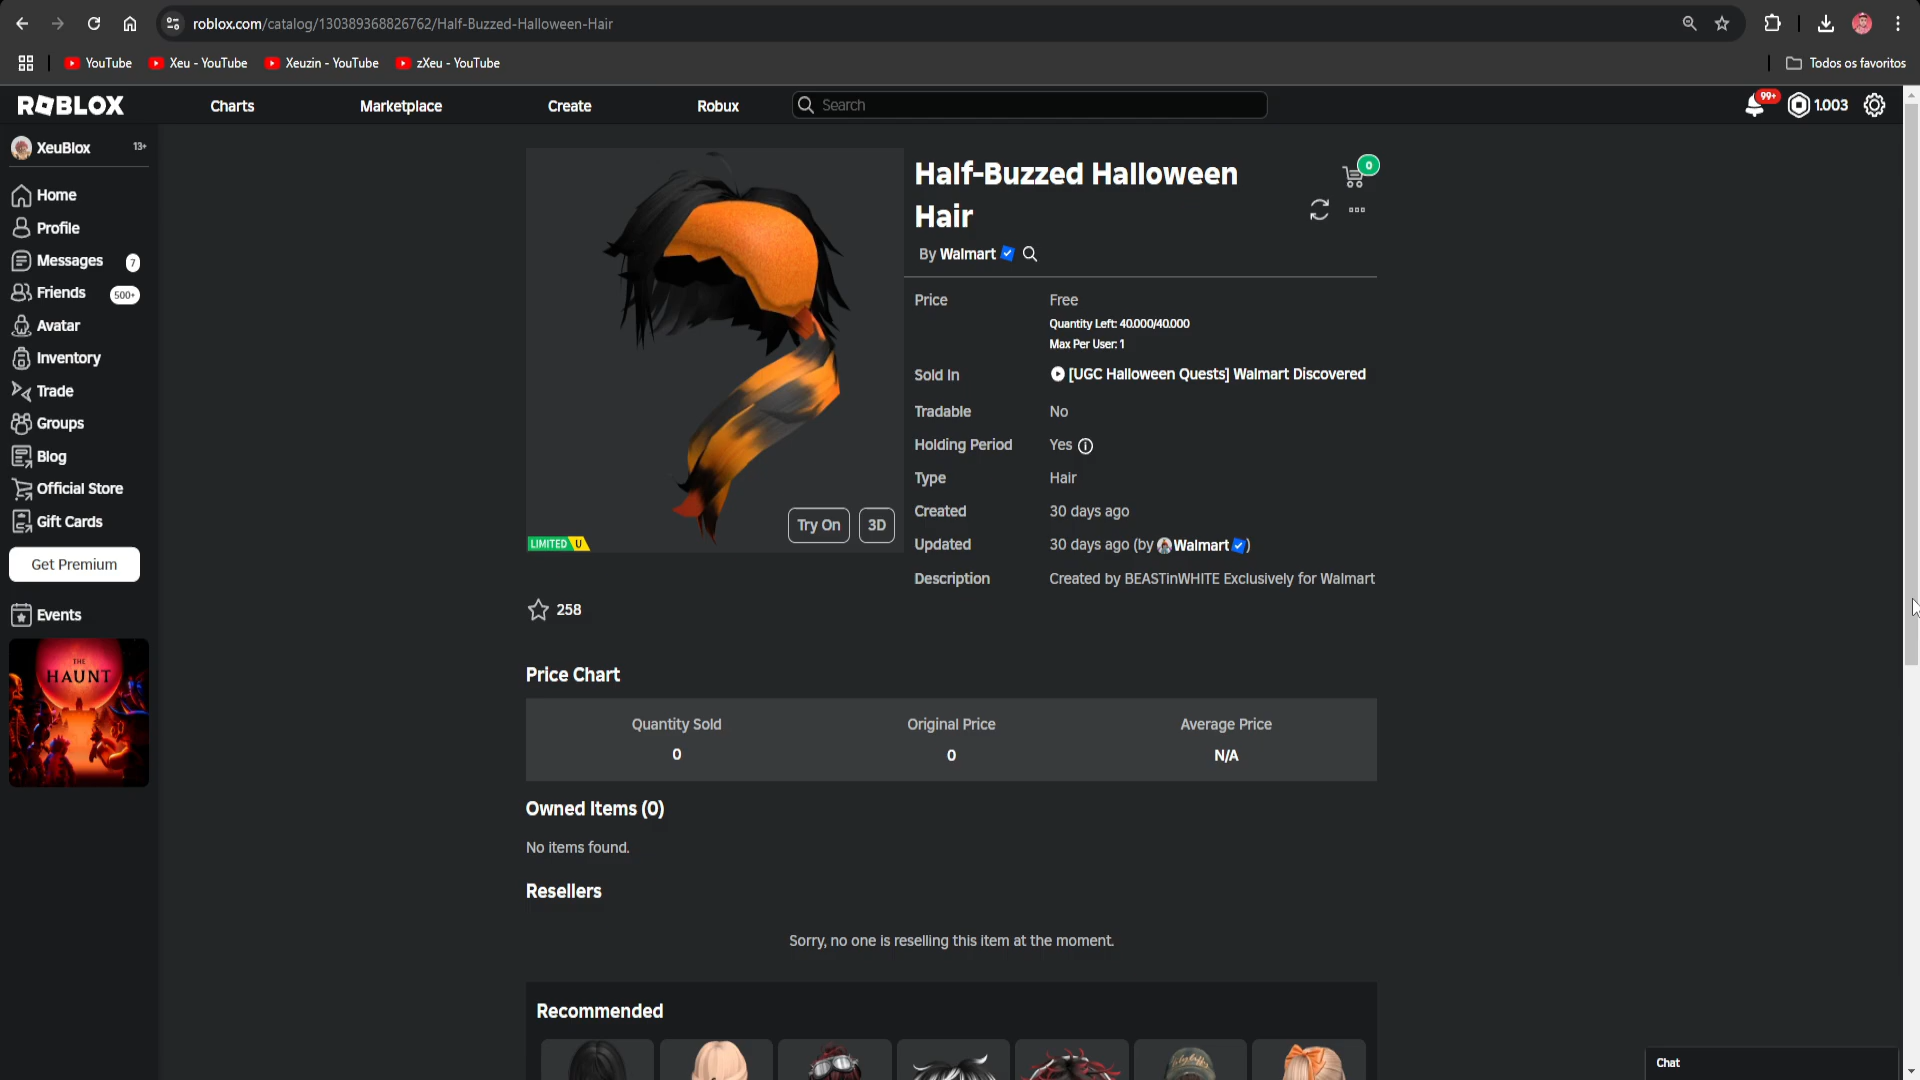 roblox.com/catalog/130389368826762/Half-Buzzed-Halloween-Hair
YouTube
Xeu - YouTube
Xeuzin - YouTube
zXeu - YouTube
Todos os favoritos
ROBLOX
Charts
Marketplace
Create
Robux
Search
99+
1.003
XeuBlox
13+
Home
Profile
Messages
7
Friends
500+
Avatar
Inventory
Trade
Groups
Blog
Official Store
Gift Cards
Get Premium
Events
THE
HAUNT
LIMITED U
Try On
3D
258
Half-Buzzed Halloween
Hair
0
By Walmart
Price
Free
Quantity Left: 40.000/40.000
Max Per User: 1
Sold In
[UGC Halloween Quests] Walmart Discovered
Tradable
No
Holding Period
Yes
Type
Hair
Created
30 days ago
Updated
30 days ago (by Walmart )
Description
Created by BEASTinWHITE Exclusively for Walmart
Price Chart
Quantity Sold
0
Original Price
0
Average Price
N/A
Owned Items (0)
No items found.
Resellers
Sorry, no one is reselling this item at the moment.
Recommended
Chat